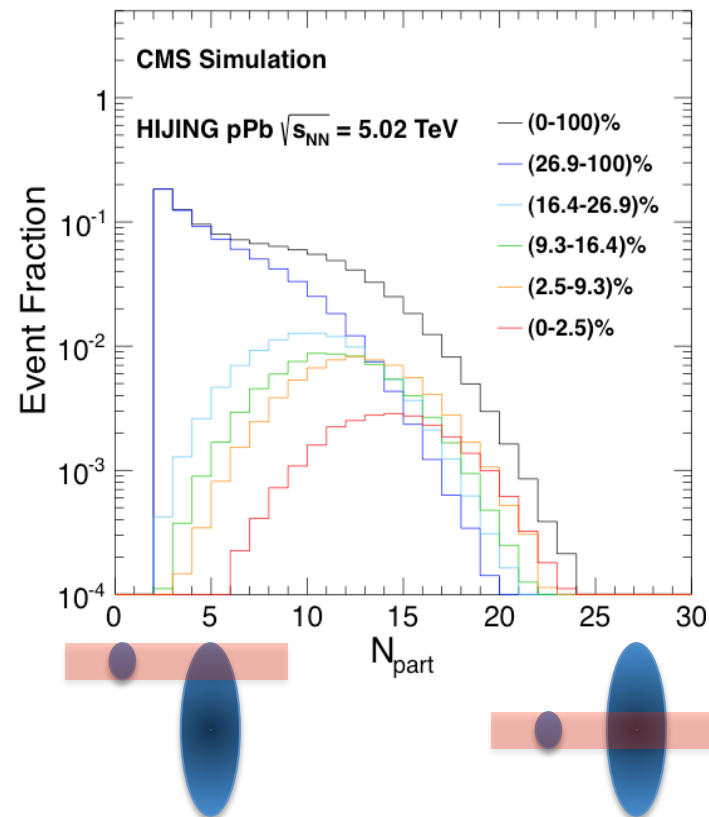 CMS Simulation
HIJING pPb √s_NN = 5.02 TeV
(0-100)%
(26.9-100)%
(16.4-26.9)%
(9.3-16.4)%
(2.5-9.3)%
(0-2.5)%
Event Fraction
1
10^-1
10^-2
10^-3
10^-4
0 5 10 15 20 25 30
N_part